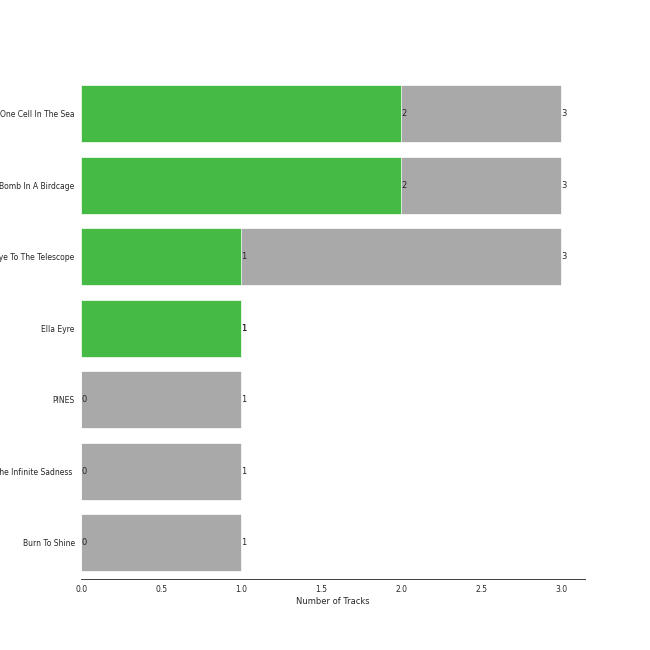 One Cell In The Sea 2 3
Bomb In A Birdcage 2 3
ye To The Telescope 1 3
Ella Eyre 1
PINES 0 1
he Infinite Sadness 0 1
Burn To Shine 0 1
0.0 0.5 1.0 1.5 2.0 2.5 3.0
Number of Tracks